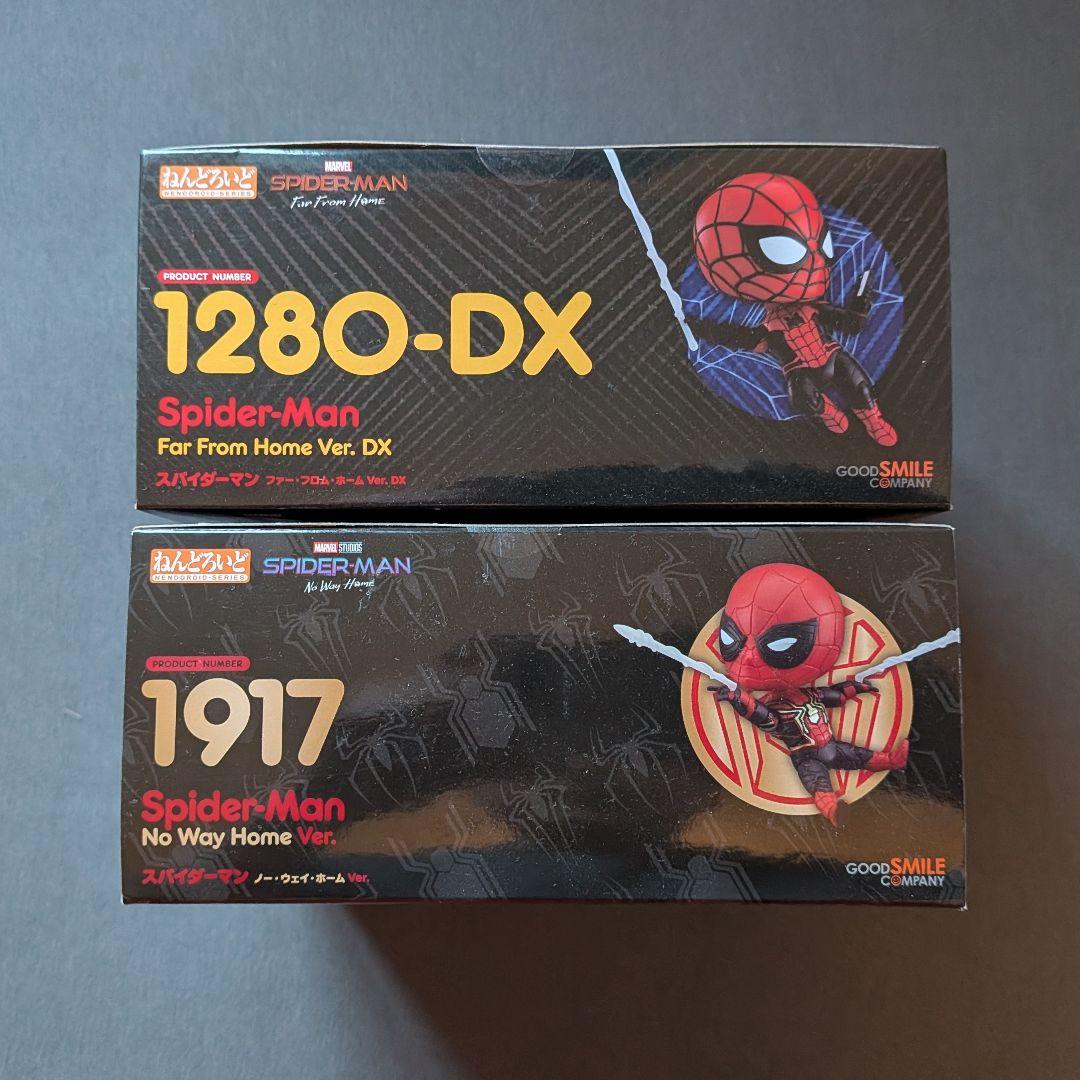 ねんどろいど
NENDOROID-SERIES
MARVEL
SPIDER-MAN
Far From Home
PRODUCT NUMBER
1280-DX
Spider-Man
Far From Home Ver. DX
スパイダーマン ファー・フロム・ホーム Ver. DX
GOOD SMILE
COMPANY
ねんどろいど
NENDOROID-SERIES
MARVEL STUDIOS
SPIDER-MAN
No Way Home
PRODUCT NUMBER
1917
Spider-Man
No Way Home Ver.
スパイダーマン ノー・ウェイ・ホーム Ver.
GOOD SMILE
COMPANY